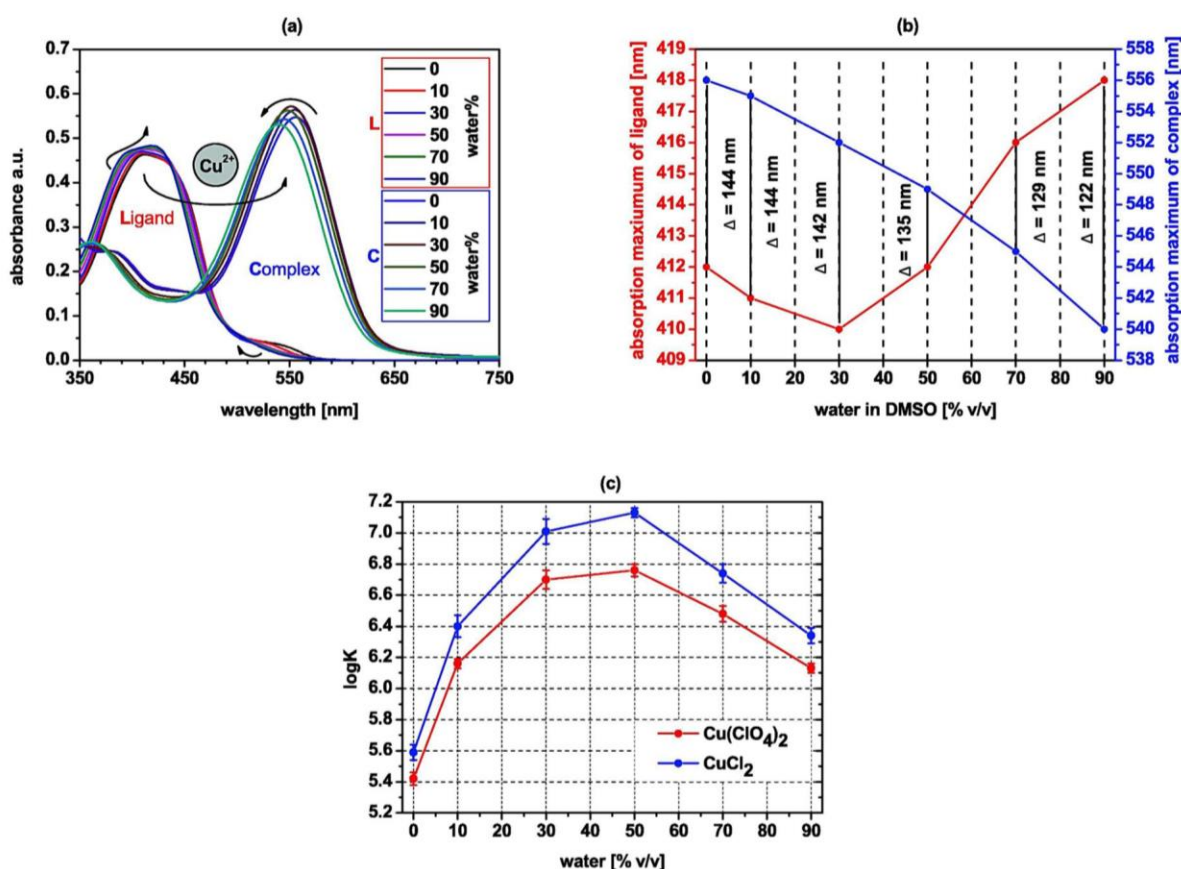 (a)
absorbance a.u.
0.7
0.6
0.5
0.4
0.3
0.2
0.1
0.0
350
450
550
650
750
wavelength [nm]
Cu2+
Ligand
Complex
L
0
10
30
50
70
90
water%
C
0
10
30
50
70
90
water%
(b)
absorption maxiumum of ligand [nm]
419
418
417
416
415
414
413
412
411
410
409
Δ = 144 nm
Δ = 144 nm
Δ = 142 nm
Δ = 135 nm
Δ = 129 nm
Δ = 122 nm
558
556
554
552
550
548
546
544
542
540
538
absorption maximum of complex [nm]
0 10 20 30 40 50 60 70 80 90
water in DMSO [% v/v]
(c)
logK
7.2
7.0
6.8
6.6
6.4
6.2
6.0
5.8
5.6
5.4
5.2
Cu(ClO4)2
CuCl2
0 10 20 30 40 50 60 70 80 90
water [% v/v]